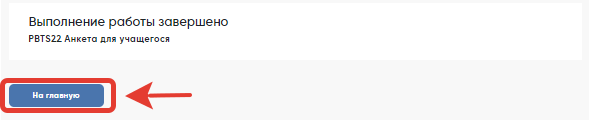 Выполнение работы завершено
PBTS22 Анкета для учащегося
На главную